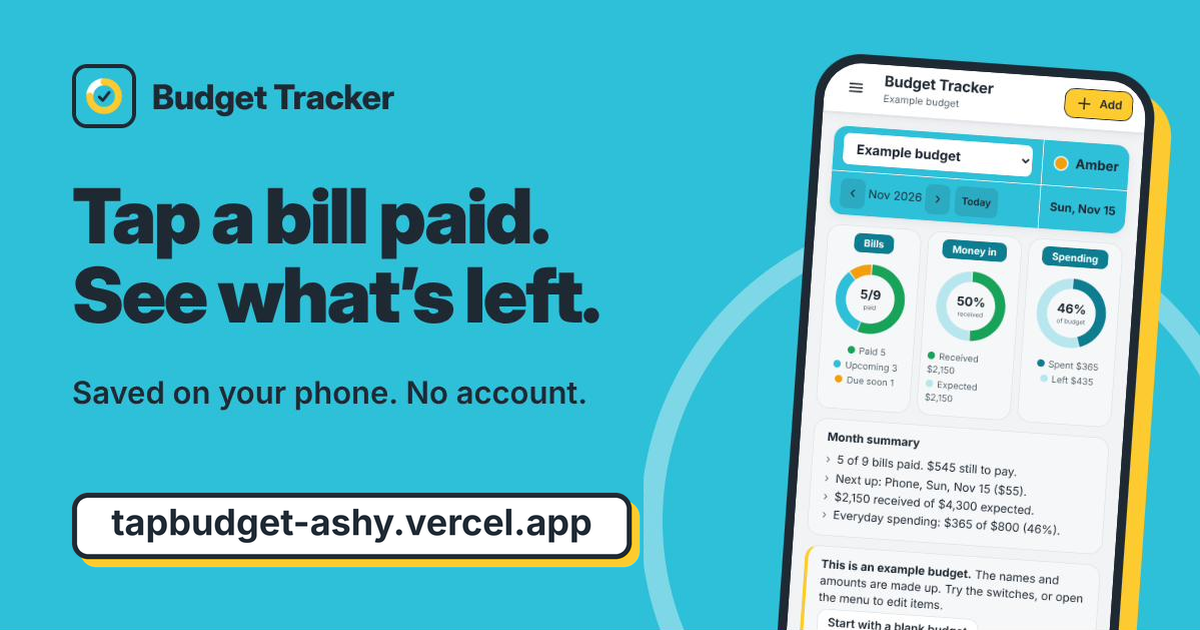 Budget Tracker
Tap a bill paid.
See what's left.
Saved on your phone. No account.
tapbudget-ashy.vercel.app
Budget Tracker
Example budget
+ Add
Example budget
Amber
‹ Nov 2026 › Today
Sun, Nov 15
Bills
5/9
paid
Paid 5
Upcoming 3
Due soon 1
Money in
50%
received
Received
$2,150
Expected
$2,150
Spending
46%
of budget
Spent $365
Left $435
Month summary
› 5 of 9 bills paid. $545 still to pay.
› Next up: Phone, Sun, Nov 15 ($55).
› $2,150 received of $4,300 expected.
› Everyday spending: $365 of $800 (46%).
This is an example budget. The names and
amounts are made up. Try the switches, or open
the menu to edit items.
Start with a blank budget